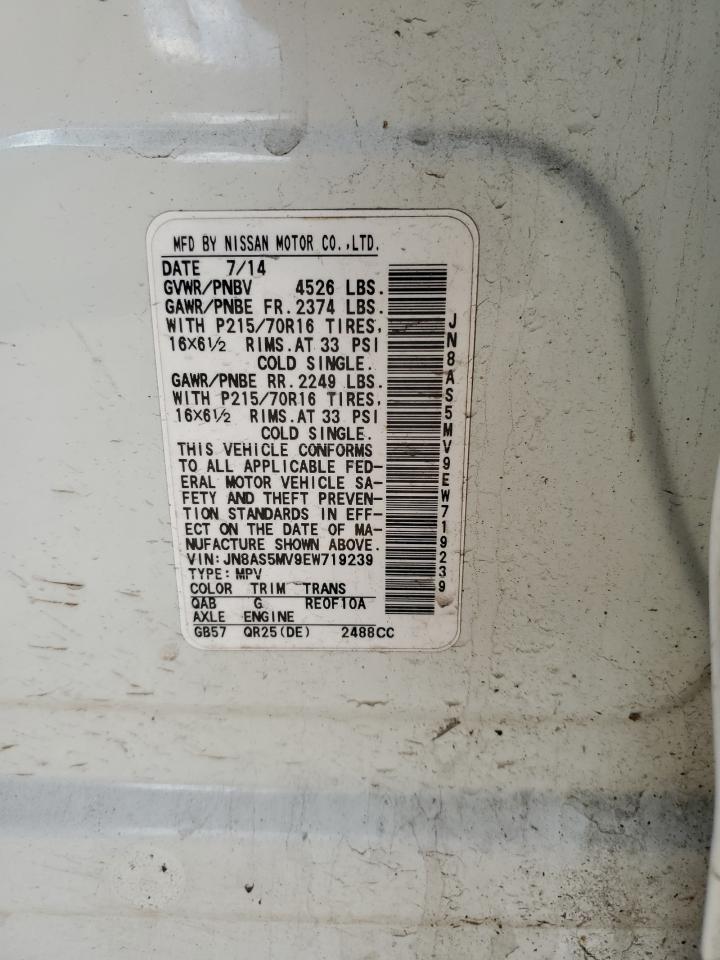 MFD BY NISSAN MOTOR CO.,LTD.
DATE 7/14
GVWR/PNBV 4526 LBS.
GAWR/PNBE FR. 2374 LBS.
WITH P215/70R16 TIRES,
16X6½ RIMS. AT 33 PSI
COLD SINGLE.
GAWR/PNBE RR. 2249 LBS.
WITH P215/70R16 TIRES,
16X6½ RIMS. AT 33 PSI
COLD SINGLE.
THIS VEHICLE CONFORMS
TO ALL APPLICABLE FED-
ERAL MOTOR VEHICLE SA-
FETY AND THEFT PREVEN-
TION STANDARDS IN EFF-
ECT ON THE DATE OF MA-
NUFACTURE SHOWN ABOVE.
VIN: JN8AS5MV9EW719239
TYPE: MPV
COLOR TRIM TRANS
QAB G RE0F10A
AXLE ENGINE
GB57 QR25(DE) 2488CC
JN8AS5MV9EW719239